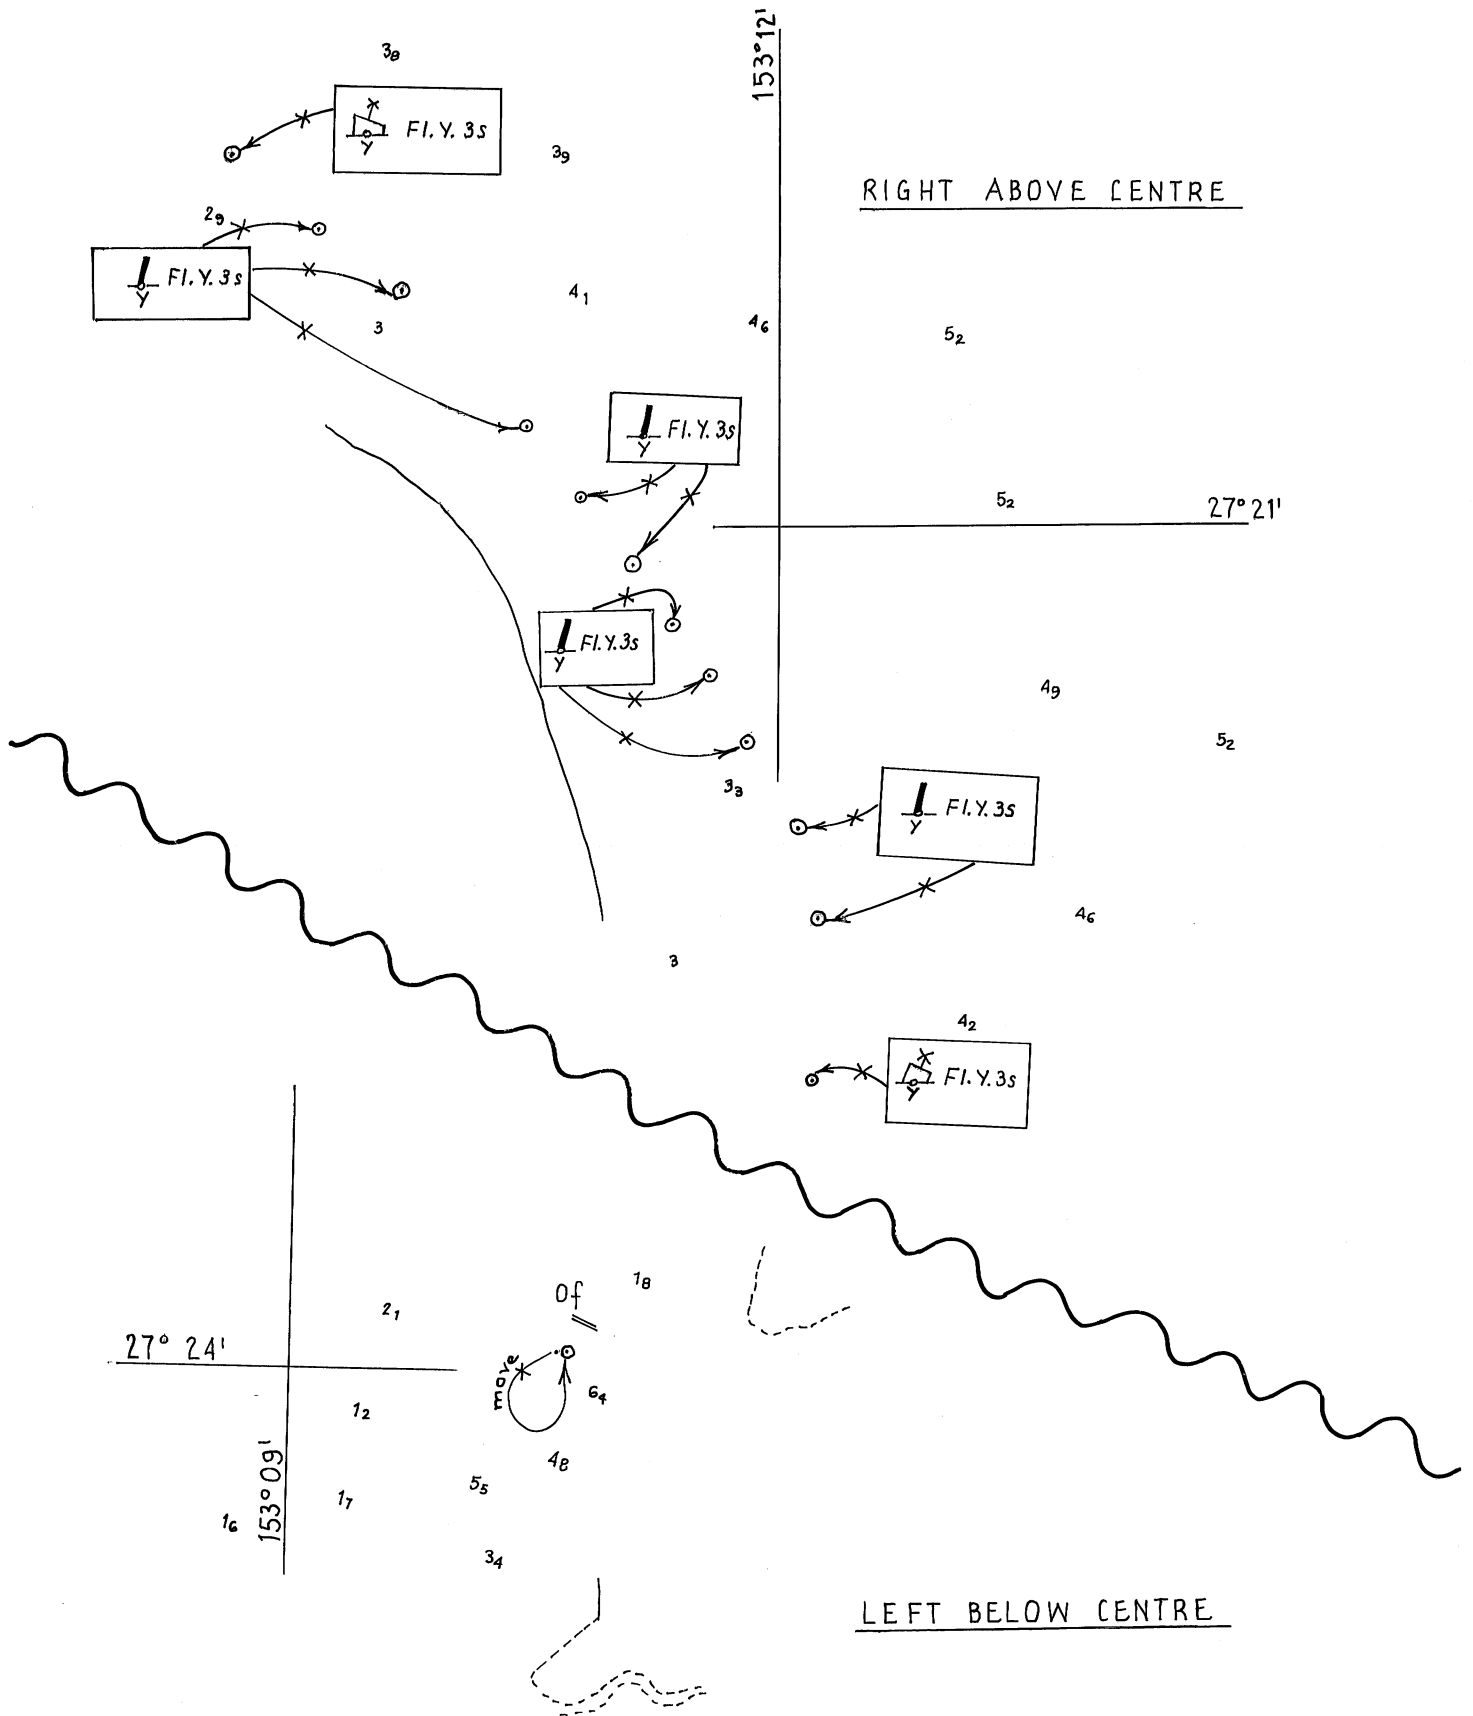 153°12'
3₈
Y Fl.Y.3s
3₉
RIGHT ABOVE CENTRE
2₉
Y Fl.Y.3s
4₁
3
4₆
5₂
Y Fl.Y.3s
5₂
27°21'
Y Fl.Y.3s
4₉
5₂
3₃
Y Fl.Y.3s
4₆
3
4₂
Y Fl.Y.3s
Of
1₈
2₁
27° 24'
move
6₄
1₂
4₈
5₅
1₇
1₆
153°09'
3₄
LEFT BELOW CENTRE